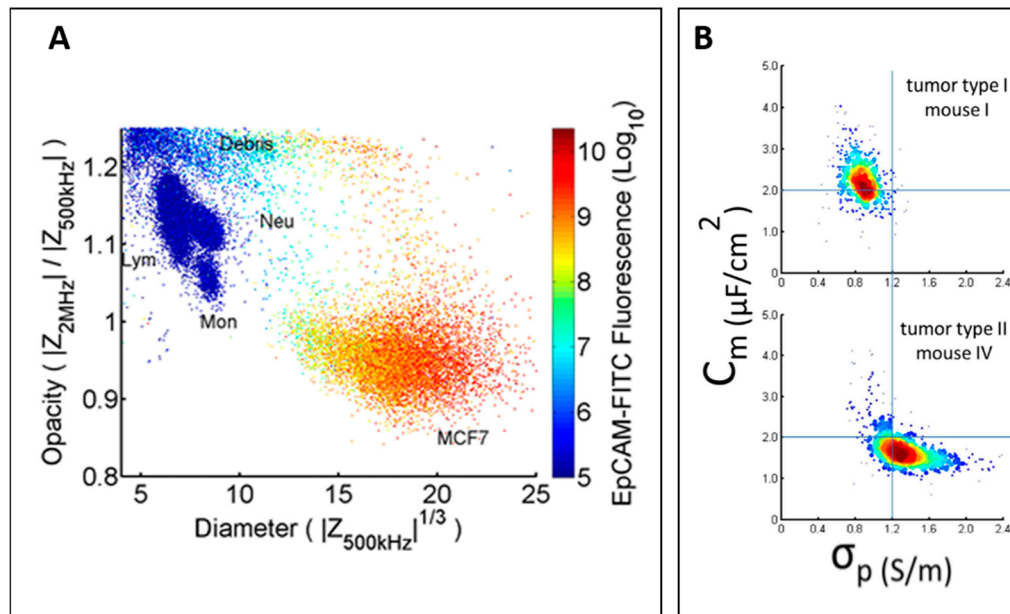 A
Opacity ( |Z2MHz| / |Z500kHz| )
1.2
1.1
1
0.9
0.8
5
10
15
20
25
Diameter ( |Z500kHz|^1/3 )
Debris
Neu
Lym
Mon
MCF7
10
9
8
7
6
5
EpCAM-FITC Fluorescence (Log10)
B
Cm (µF/cm²)
5.0
4.0
3.0
2.0
1.0
0
0
0.4
0.8
1.2
1.6
2.0
2.4
tumor type I
mouse I
5.0
4.0
3.0
2.0
1.0
0
0
0.4
0.8
1.2
1.6
2.0
2.4
tumor type II
mouse IV
σp (S/m)